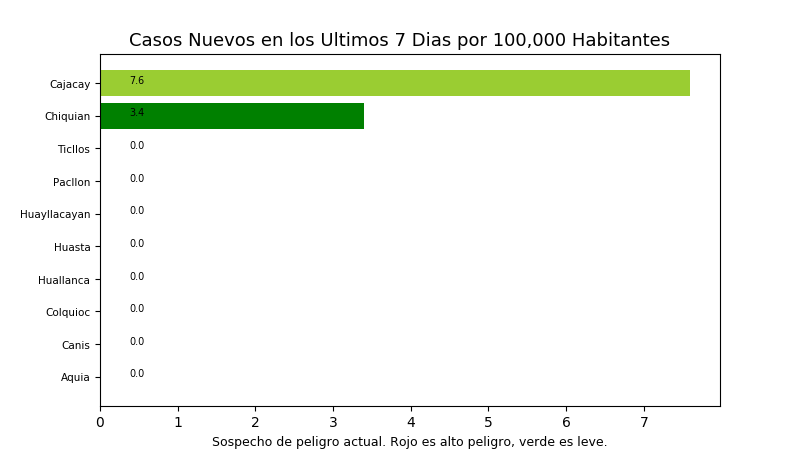 Casos Nuevos en los Ultimos 7 Dias por 100,000 Habitantes
Cajacay 7.6
Chiquian 3.4
Ticllos 0.0
Pacllon 0.0
Huayllacayan 0.0
Huasta 0.0
Huallanca 0.0
Colquioc 0.0
Canis 0.0
Aquia 0.0
0 1 2 3 4 5 6 7
Sospecho de peligro actual. Rojo es alto peligro, verde es leve.